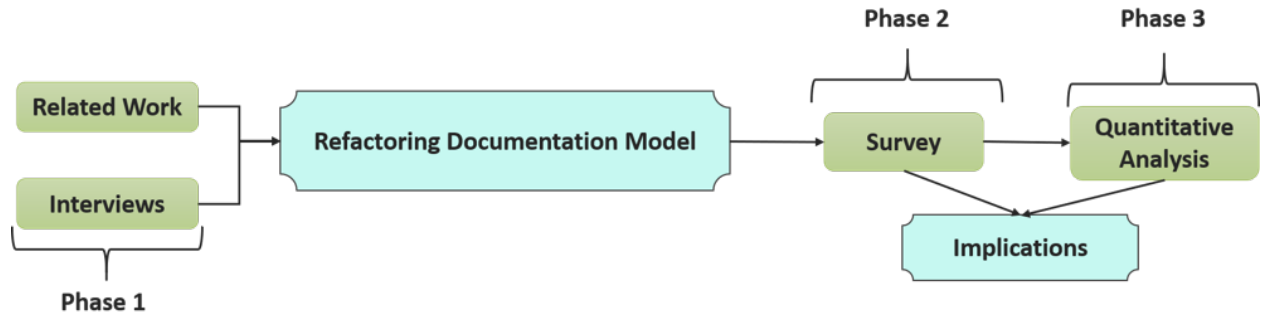 Phase 2
Phase 3
Related Work
Refactoring Documentation Model
Survey
Quantitative
Analysis
Interviews
Implications
Phase 1